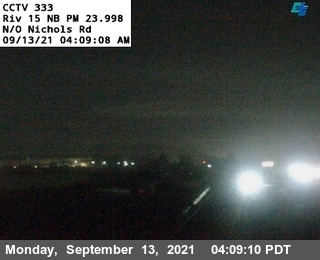 CCTV 333
Riv 15 NB PM 23.998
N/O Nichols Rd
09/13/21 04:09:08 AM
Monday, September 13, 2021 04:09:10 PDT